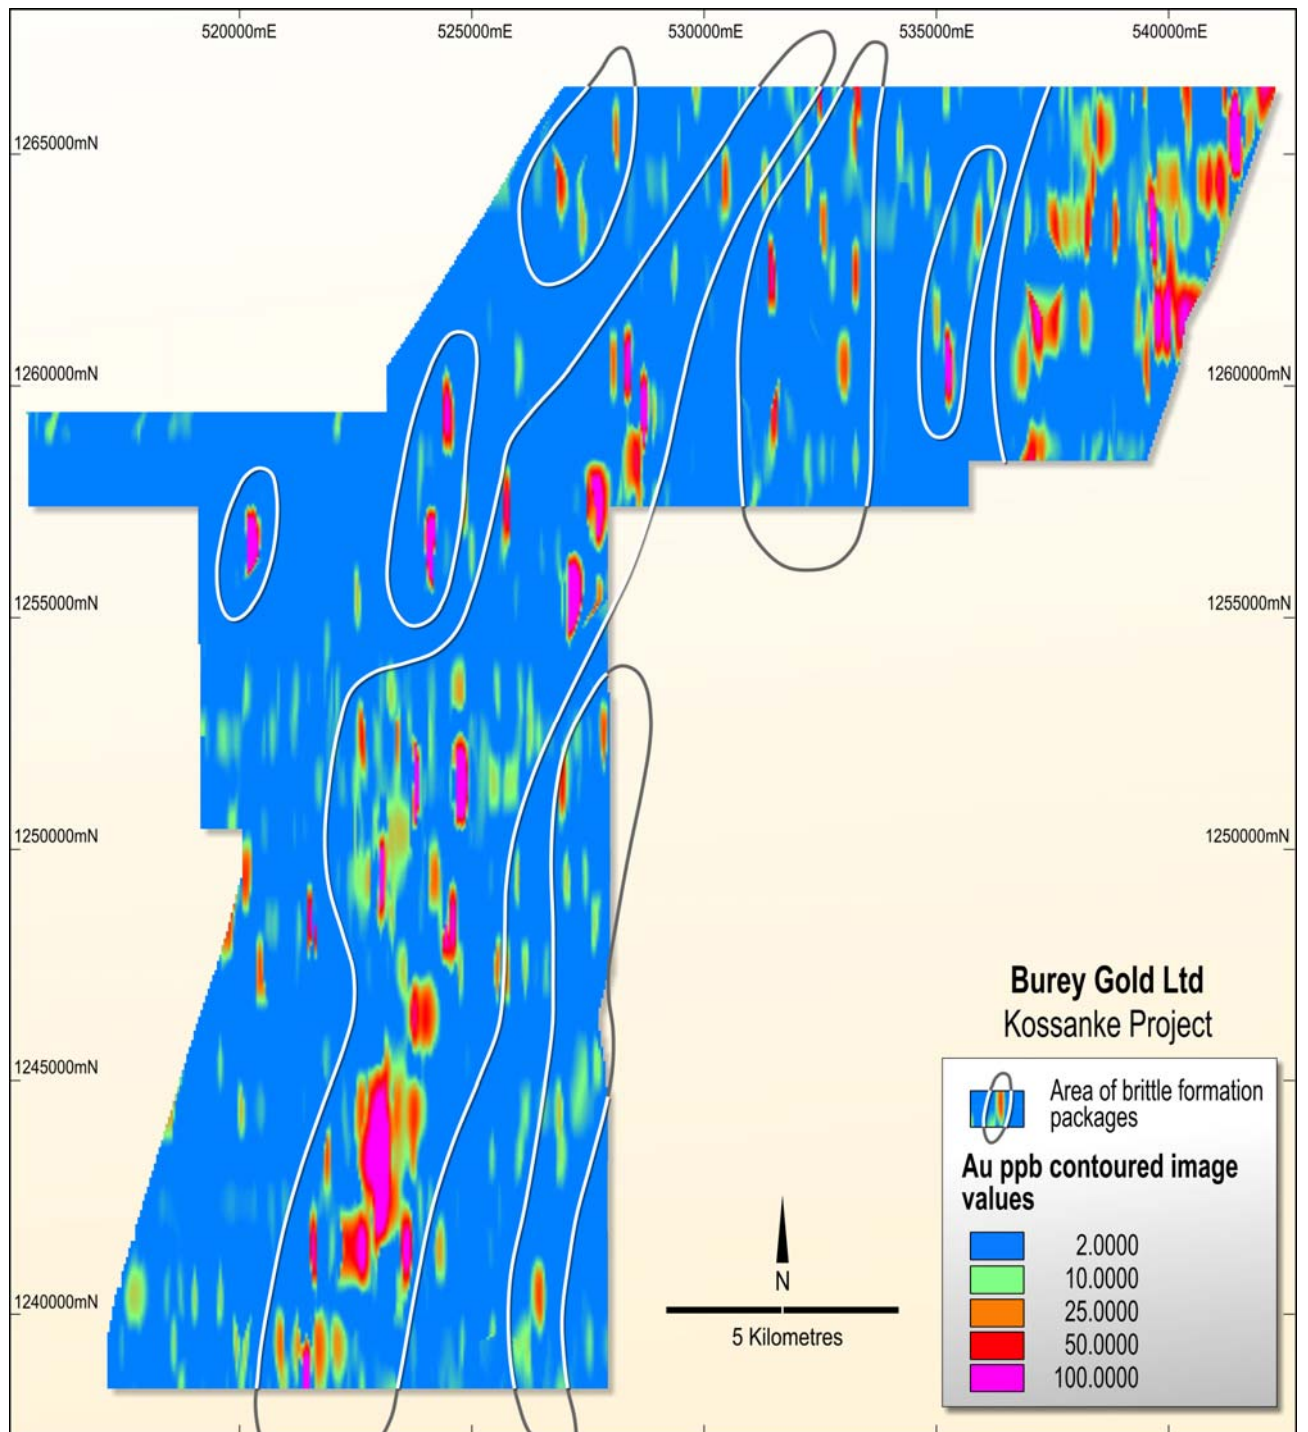 520000mE 525000mE 530000mE 535000mE 540000mE
1265000mN
1260000mN 1260000mN
1255000mN 1255000mN
1250000mN 1250000mN
1245000mN
1240000mN
N
5 Kilometres
Burey Gold Ltd
Kossanke Project
Area of brittle formation
packages
Au ppb contoured image
values
2.0000
10.0000
25.0000
50.0000
100.0000